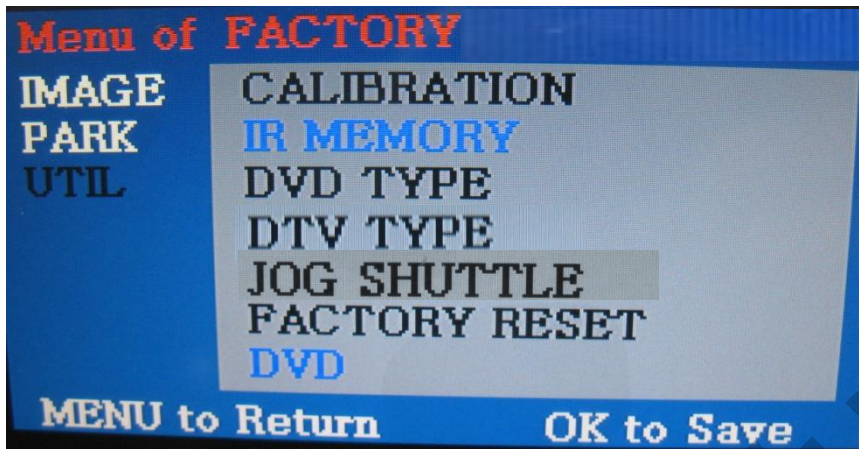 Menu of FACTORY
IMAGE
PARK
UTIL
CALIBRATION
IR MEMORY
DVD TYPE
DTV TYPE
JOG SHUTTLE
FACTORY RESET
DVD
MENU to Return
OK to Save